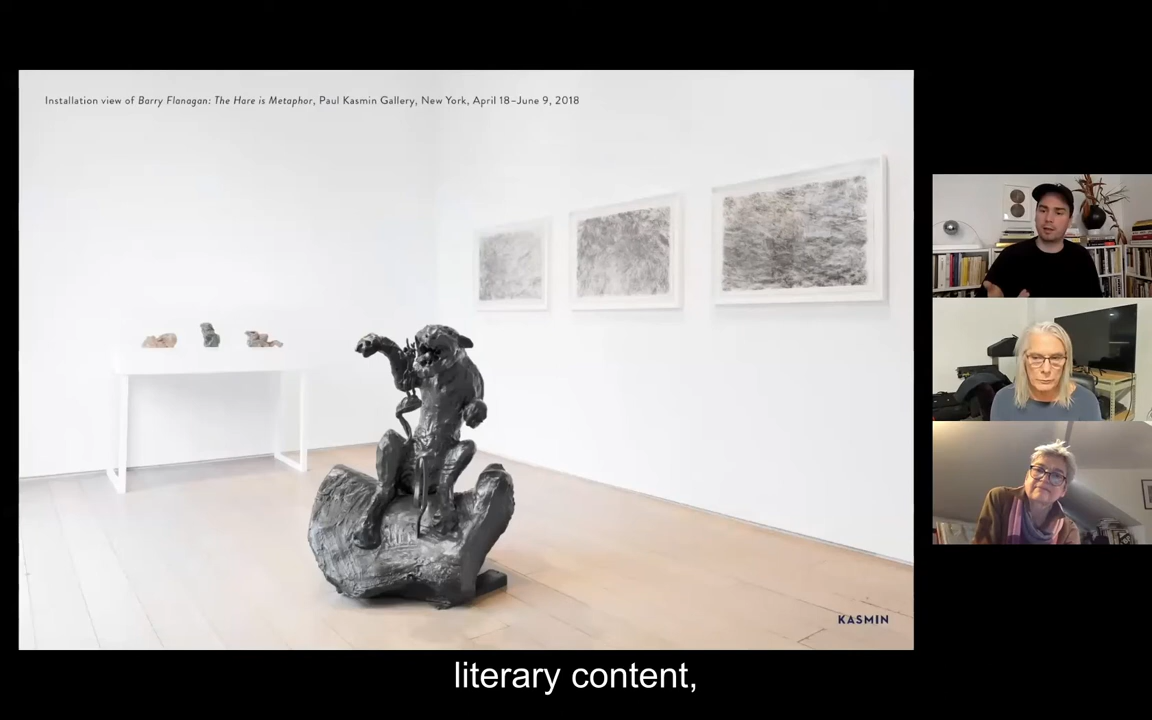 Installation view of Barry Flanagan: The Hare is Metaphor, Paul Kasmin Gallery, New York, April 18–June 9, 2018
KASMIN
literary content,